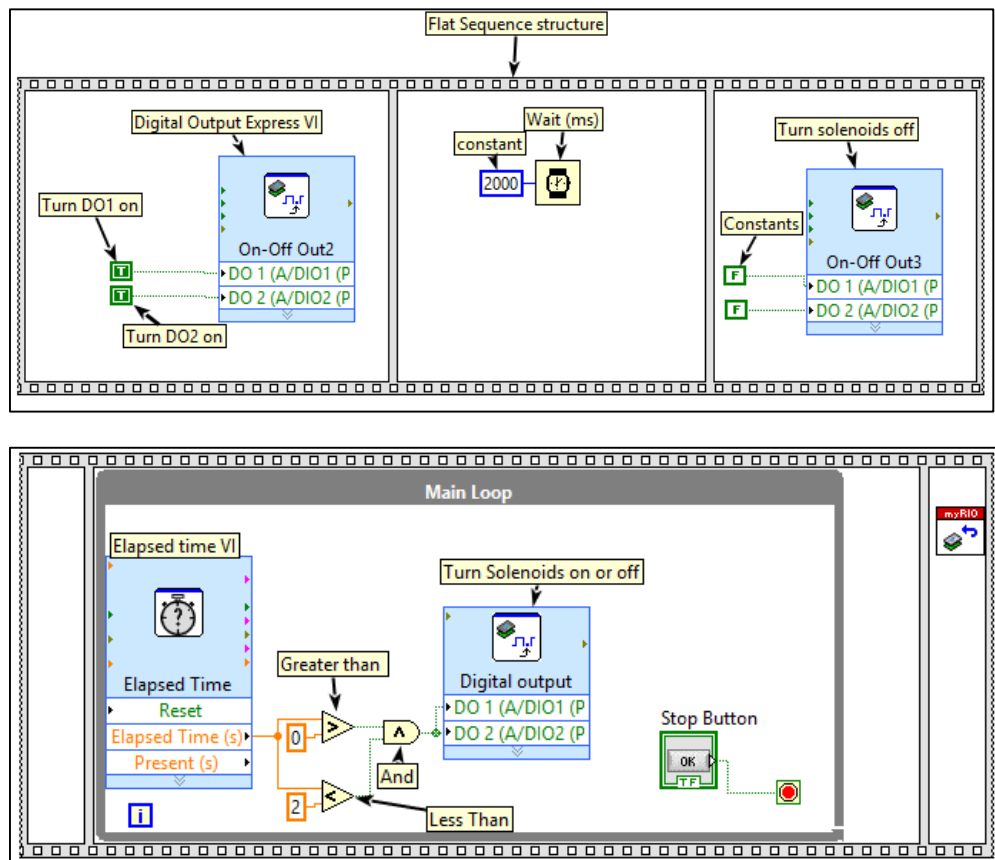 Flat Sequence structure
Digital Output Express VI
Wait (ms)
Turn solenoids off
constant
2000
Turn DO1 on
Constants
On-Off Out2
On-Off Out3
T
DO 1 (A/DIO1 (P
F
DO 1 (A/DIO1 (P
T
DO 2 (A/DIO2 (P
F
DO 2 (A/DIO2 (P
Turn DO2 on
Main Loop
myRIO
Elapsed time VI
Turn Solenoids on or off
?
Greater than
Elapsed Time
Digital output
Reset
DO 1 (A/DIO1 (P
Stop Button
Elapsed Time (s)
0
>
∧
DO 2 (A/DIO2 (P
Present (s)
OK
And
TF
2
<
i
Less Than